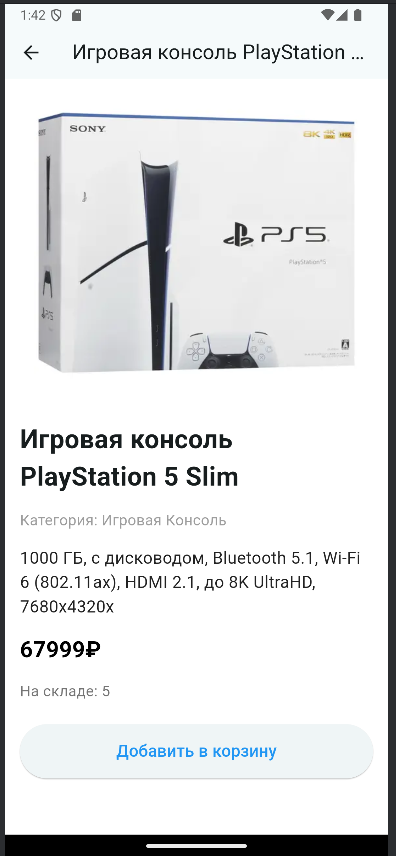 1:42
Игровая консоль PlayStation ...
SONY
8K 4K HDR
PS5
PlayStation®5
PS5
Игровая консоль
PlayStation 5 Slim
Категория: Игровая Консоль
1000 ГБ, с дисководом, Bluetooth 5.1, Wi-Fi
6 (802.11ax), HDMI 2.1, до 8K UltraHD,
7680x4320x
67999₽
На складе: 5
Добавить в корзину